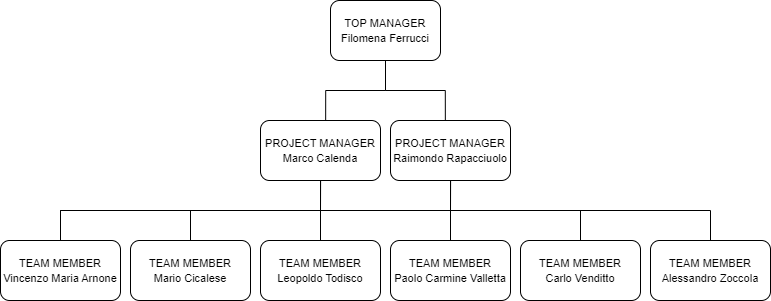 TOP MANAGER
Filomena Ferrucci
PROJECT MANAGER
Marco Calenda
PROJECT MANAGER
Raimondo Rapacciuolo
TEAM MEMBER
Vincenzo Maria Arnone
TEAM MEMBER
Mario Cicalese
TEAM MEMBER
Leopoldo Todisco
TEAM MEMBER
Paolo Carmine Valletta
TEAM MEMBER
Carlo Venditto
TEAM MEMBER
Alessandro Zoccola